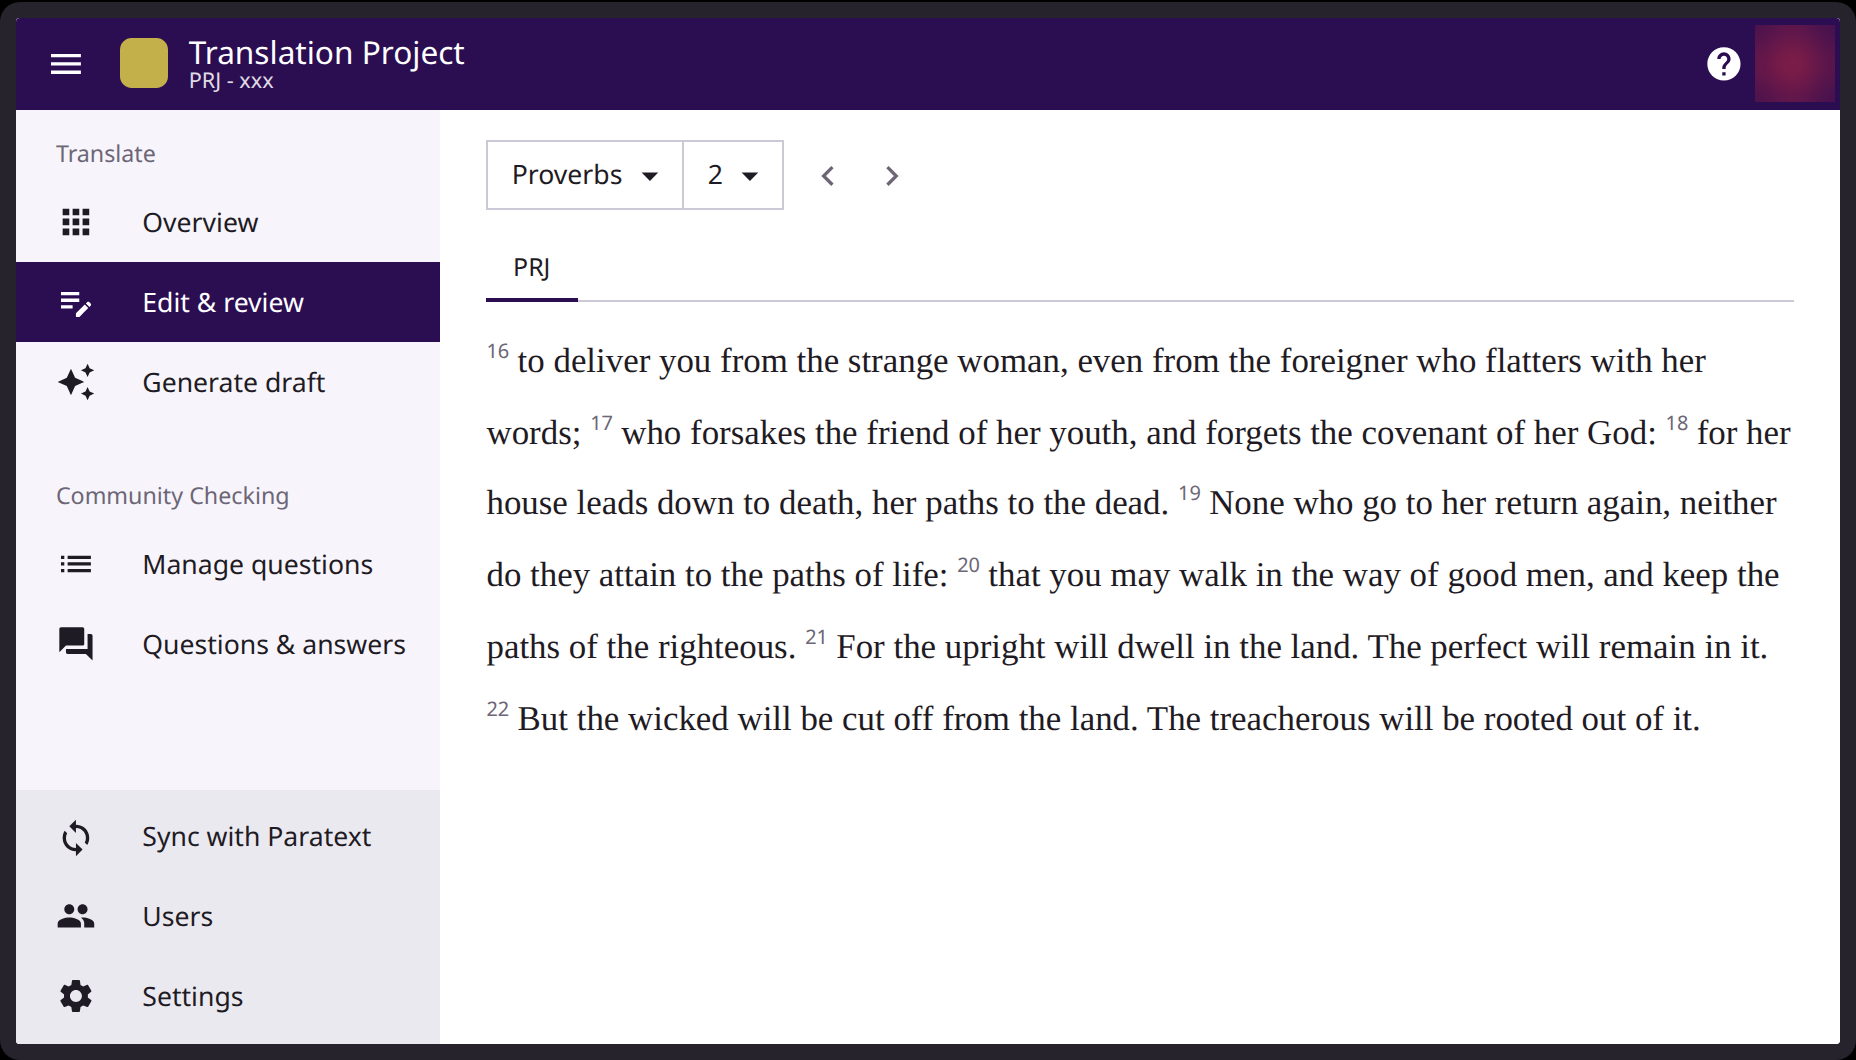 Translation Project
PRJ - xxx
Translate
Overview
Edit & review
Generate draft
Community Checking
Manage questions
Questions & answers
Sync with Paratext
Users
Settings
Proverbs
2
PRJ
16 to deliver you from the strange woman, even from the foreigner who flatters with her
words; 17 who forsakes the friend of her youth, and forgets the covenant of her God: 18 for her
house leads down to death, her paths to the dead. 19 None who go to her return again, neither
do they attain to the paths of life: 20 that you may walk in the way of good men, and keep the
paths of the righteous. 21 For the upright will dwell in the land. The perfect will remain in it.
22 But the wicked will be cut off from the land. The treacherous will be rooted out of it.